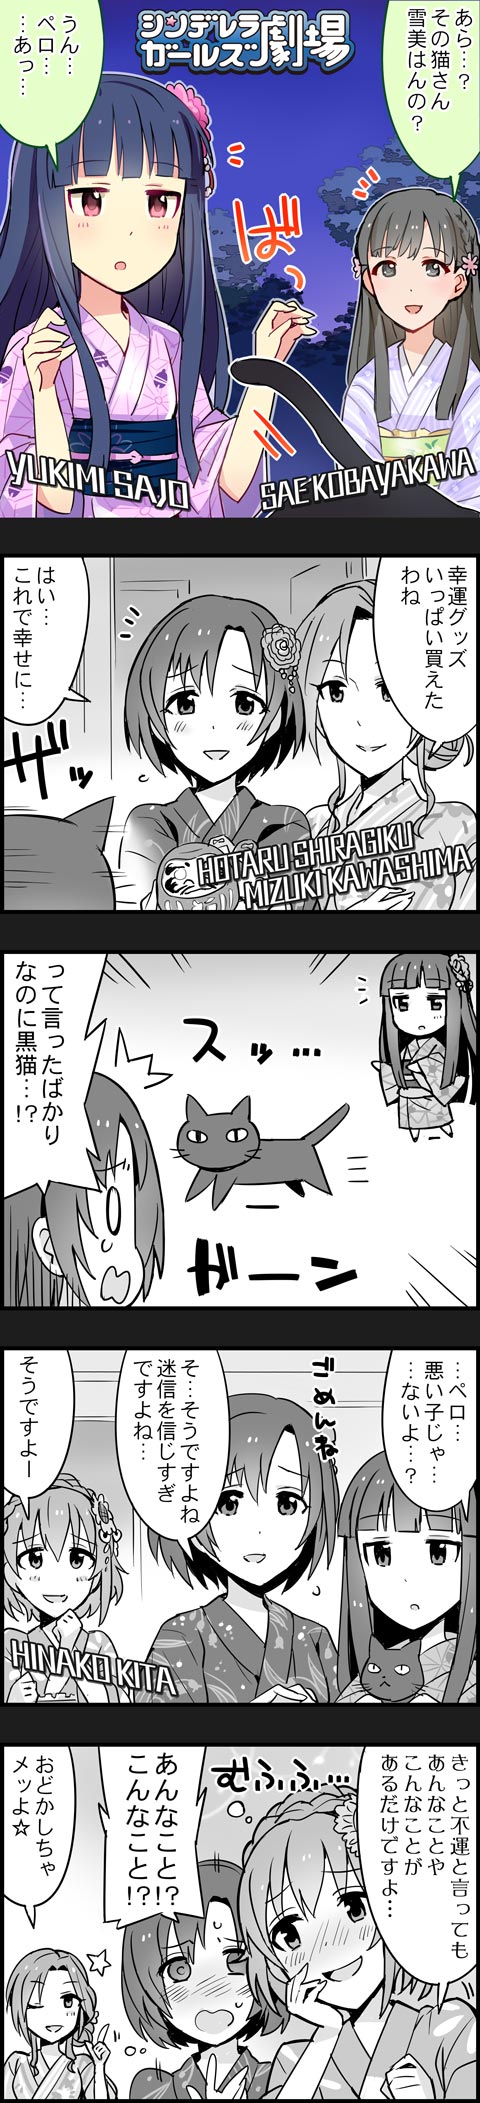 シンデレラ
ガールズ劇場
あら…？
その猫さん
雪美はんの？
うん…
ペロ…
…あっ…
ばっ
YUKIMI SAJO
SAE KOBAYAKAWA
幸運グッズ
いっぱい買えた
わね
はい…
これで幸せに…
ザッ
HOTARU SHIRAGIKU
MIZUKI KAWASHIMA
スッ…
って言ったばかり
なのに黒猫…!?
ガーン
…ペロ…
悪い子じゃ…
…ないよ…？
ごめんね
そ…そうですよね
迷信を信じすぎ
ですよね…
そうですよー
HINAKO KITA
きっと不運と言っても
あんなことや
こんなことが
あるだけですよ…
むふふ…
あんなこと!?
こんなこと!?
おどかしちゃ
メッよ☆